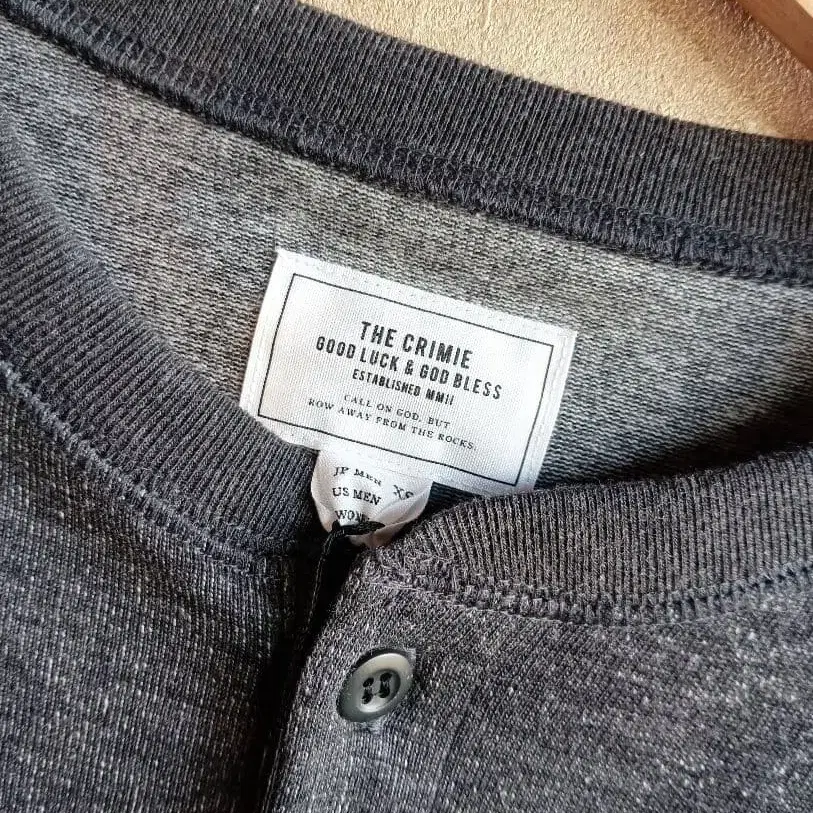 THE CRIMIE
GOOD LUCK & GOD BLESS
ESTABLISHED MMII
CALL ON GOD, BUT
ROW AWAY FROM THE ROCKS.
JP MEN
US MEN